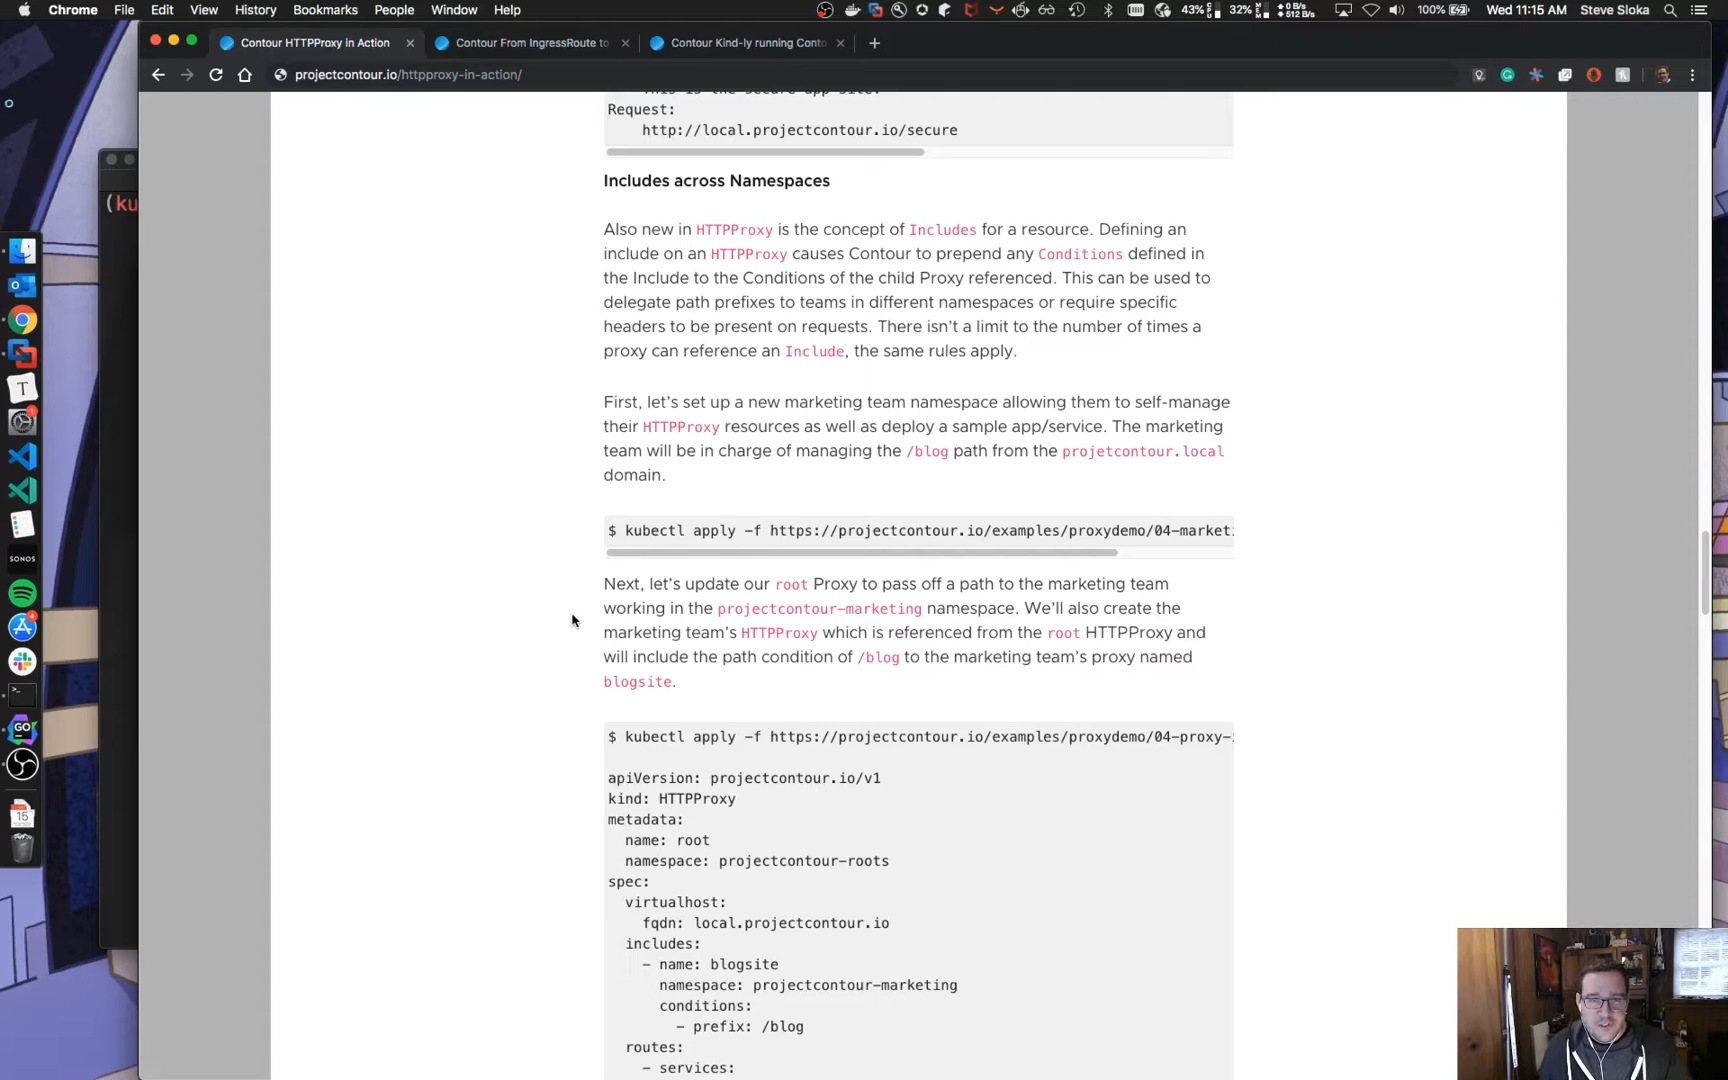 Chrome File Edit View History Bookmarks People Window Help 43% 32% 0 B/s 512 B/s 100% Wed 11:15 AM Steve Sloka
Contour HTTPProxy in Action × Contour From IngressRoute to × Contour Kind-ly running Conto × +
projectcontour.io/httpproxy-in-action/
Request:
http://local.projectcontour.io/secure
(ku
Includes across Namespaces
Also new in HTTPProxy is the concept of Includes for a resource. Defining an
include on an HTTPProxy causes Contour to prepend any Conditions defined in
the Include to the Conditions of the child Proxy referenced. This can be used to
delegate path prefixes to teams in different namespaces or require specific
headers to be present on requests. There isn't a limit to the number of times a
proxy can reference an Include, the same rules apply.
First, let's set up a new marketing team namespace allowing them to self-manage
their HTTPProxy resources as well as deploy a sample app/service. The marketing
team will be in charge of managing the /blog path from the projetcontour.local
domain.
$ kubectl apply -f https://projectcontour.io/examples/proxydemo/04-marketi
SONOS
Next, let's update our root Proxy to pass off a path to the marketing team
working in the projectcontour-marketing namespace. We'll also create the
marketing team's HTTPProxy which is referenced from the root HTTPProxy and
will include the path condition of /blog to the marketing team's proxy named
blogsite.
GO
$ kubectl apply -f https://projectcontour.io/examples/proxydemo/04-proxy-
apiVersion: projectcontour.io/v1
kind: HTTPProxy
metadata:
name: root
namespace: projectcontour-roots
spec:
virtualhost:
fqdn: local.projectcontour.io
includes:
- name: blogsite
namespace: projectcontour-marketing
conditions:
- prefix: /blog
routes:
- services:
15